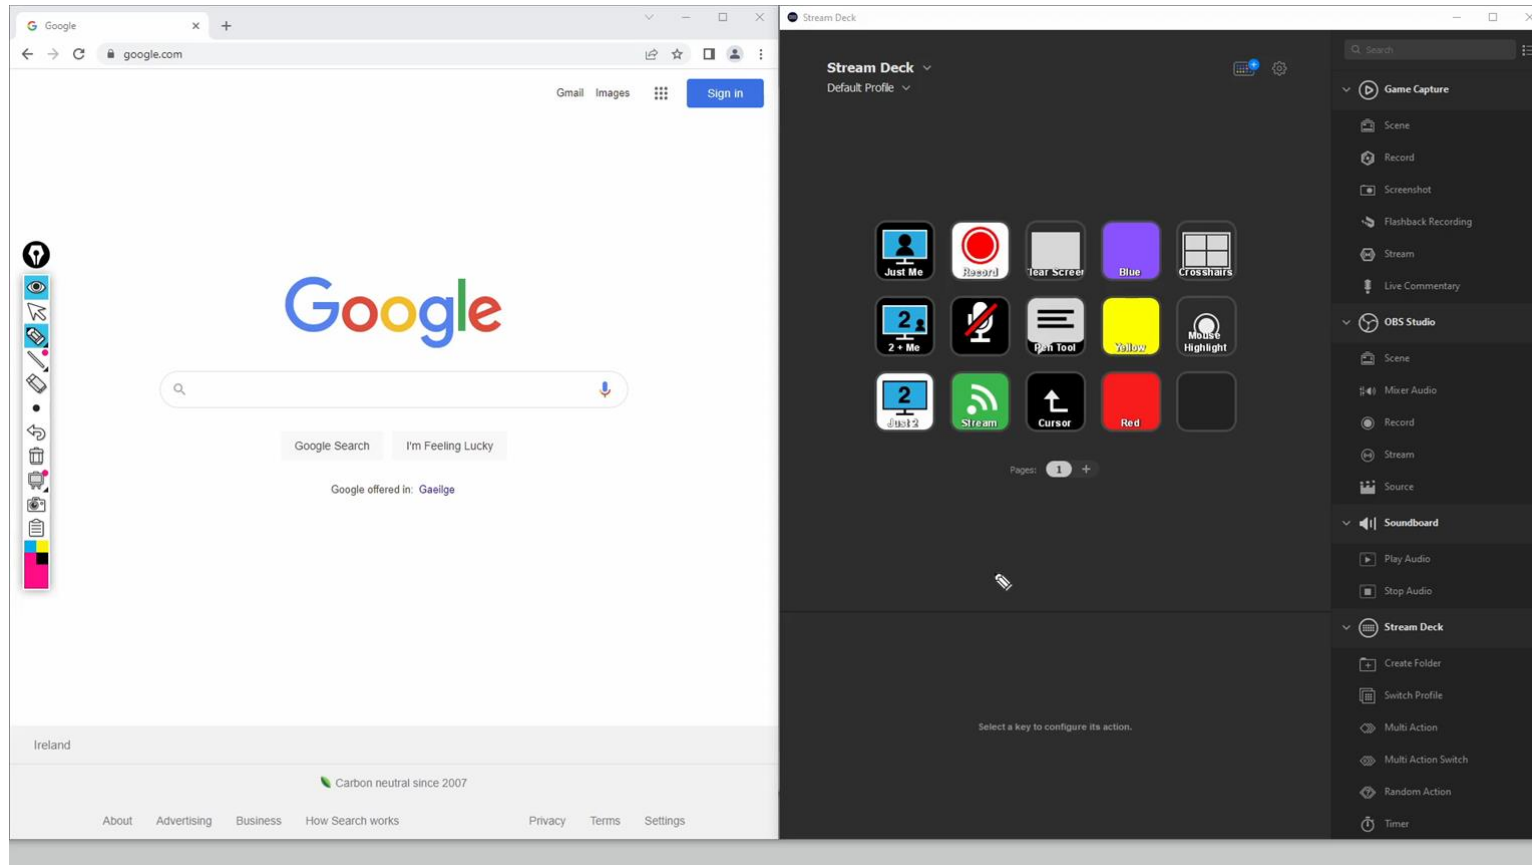 Google
google.com
Gmail Images Sign in
Google
Google Search I'm Feeling Lucky
Google offered in: Gaeilge
Ireland
Carbon neutral since 2007
About Advertising Business How Search works Privacy Terms Settings
Stream Deck
Stream Deck
Default Profile
Just Me Record Tear Screen Blue Crosshairs
2
2 + Me Pen Tool Yellow Mouse Highlight
2
Just 2 Stream Cursor Red
Pages: 1 +
Select a key to configure its action.
Search
Game Capture
Scene
Record
Screenshot
Flashback Recording
Stream
Live Commentary
OBS Studio
Scene
Mixer Audio
Record
Stream
Source
Soundboard
Play Audio
Stop Audio
Stream Deck
Create Folder
Switch Profile
Multi Action
Multi Action Switch
Random Action
Timer